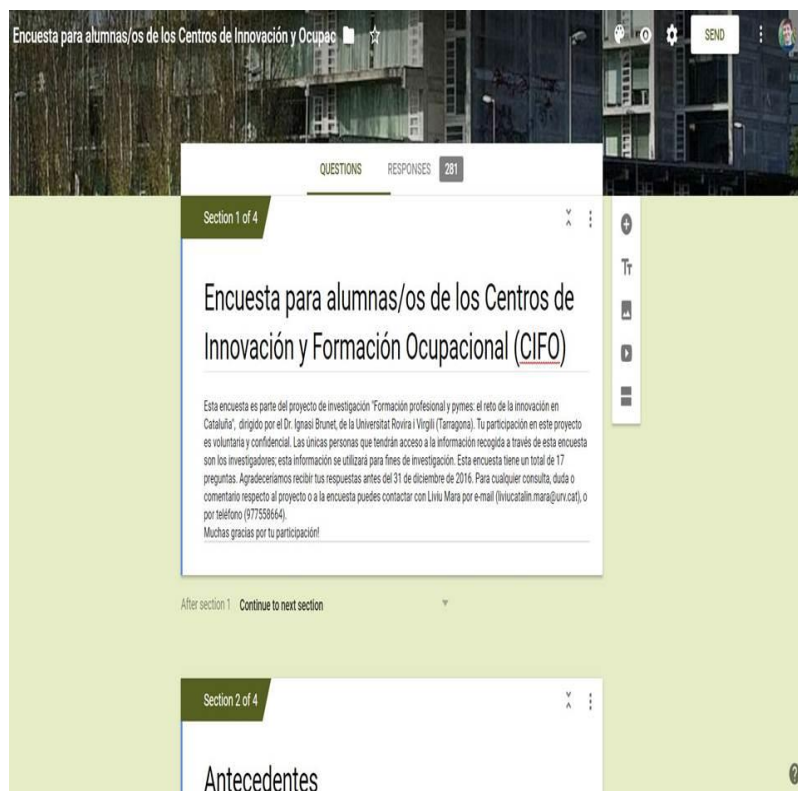 Encuesta para alumnas/os de los Centros de Innovación y Ocupac
SEND
QUESTIONS RESPONSES 281
Section 1 of 4
Tт
Encuesta para alumnas/os de los Centros de
Innovación y Formación Ocupacional (CIFO)
Esta encuesta es parte del proyecto de investigación "Formación profesional y pymes: el reto de la innovación en
Cataluña", dirigido por el Dr. Ignasi Brunet, de la Universitat Rovira i Virgili (Tarragona). Tu participación en este proyecto
es voluntaria y confidencial. Las únicas personas que tendrán acceso a la información recogida a través de esta encuesta
son los investigadores; esta información se utilizará para fines de investigación. Esta encuesta tiene un total de 17
preguntas. Agradeceríamos recibir tus respuestas antes del 31 de diciembre de 2016. Para cualquier consulta, duda o
comentario respecto al proyecto o a la encuesta puedes contactar con Liviu Mara por e-mail (liviucatalin.mara@urv.cat), o
por teléfono (977558664).
Muchas gracias por tu participación!
After section 1 Continue to next section
Section 2 of 4
Antecedentes